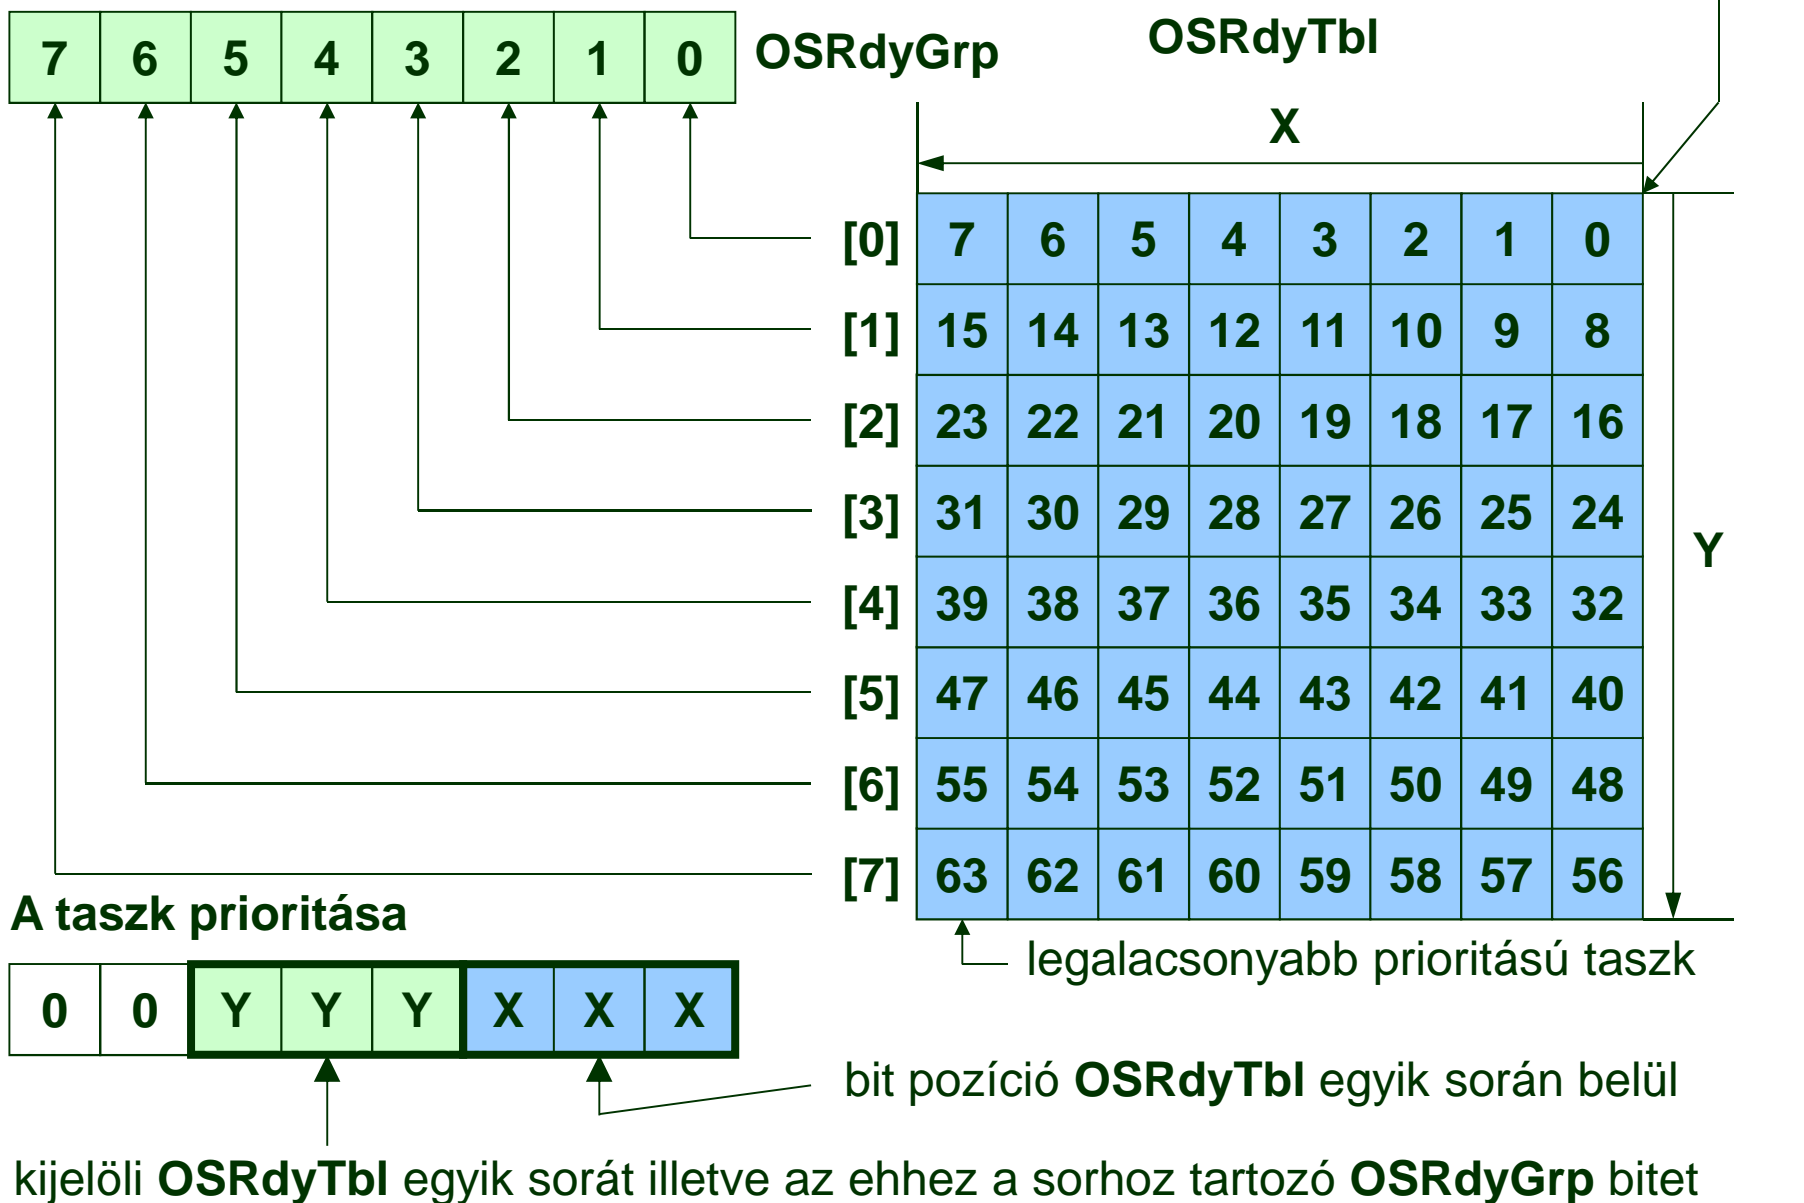 7 6 5 4 3 2 1 0 OSRdyGrp
OSRdyTbl
X
[0] 7 6 5 4 3 2 1 0
[1] 15 14 13 12 11 10 9 8
[2] 23 22 21 20 19 18 17 16
[3] 31 30 29 28 27 26 25 24
Y
[4] 39 38 37 36 35 34 33 32
[5] 47 46 45 44 43 42 41 40
[6] 55 54 53 52 51 50 49 48
[7] 63 62 61 60 59 58 57 56
A taszk prioritása
legalacsonyabb prioritású taszk
0 0 Y Y Y X X X
bit pozíció OSRdyTbl egyik során belül
kijelöli OSRdyTbl egyik sorát illetve az ehhez a sorhoz tartozó OSRdyGrp bitet